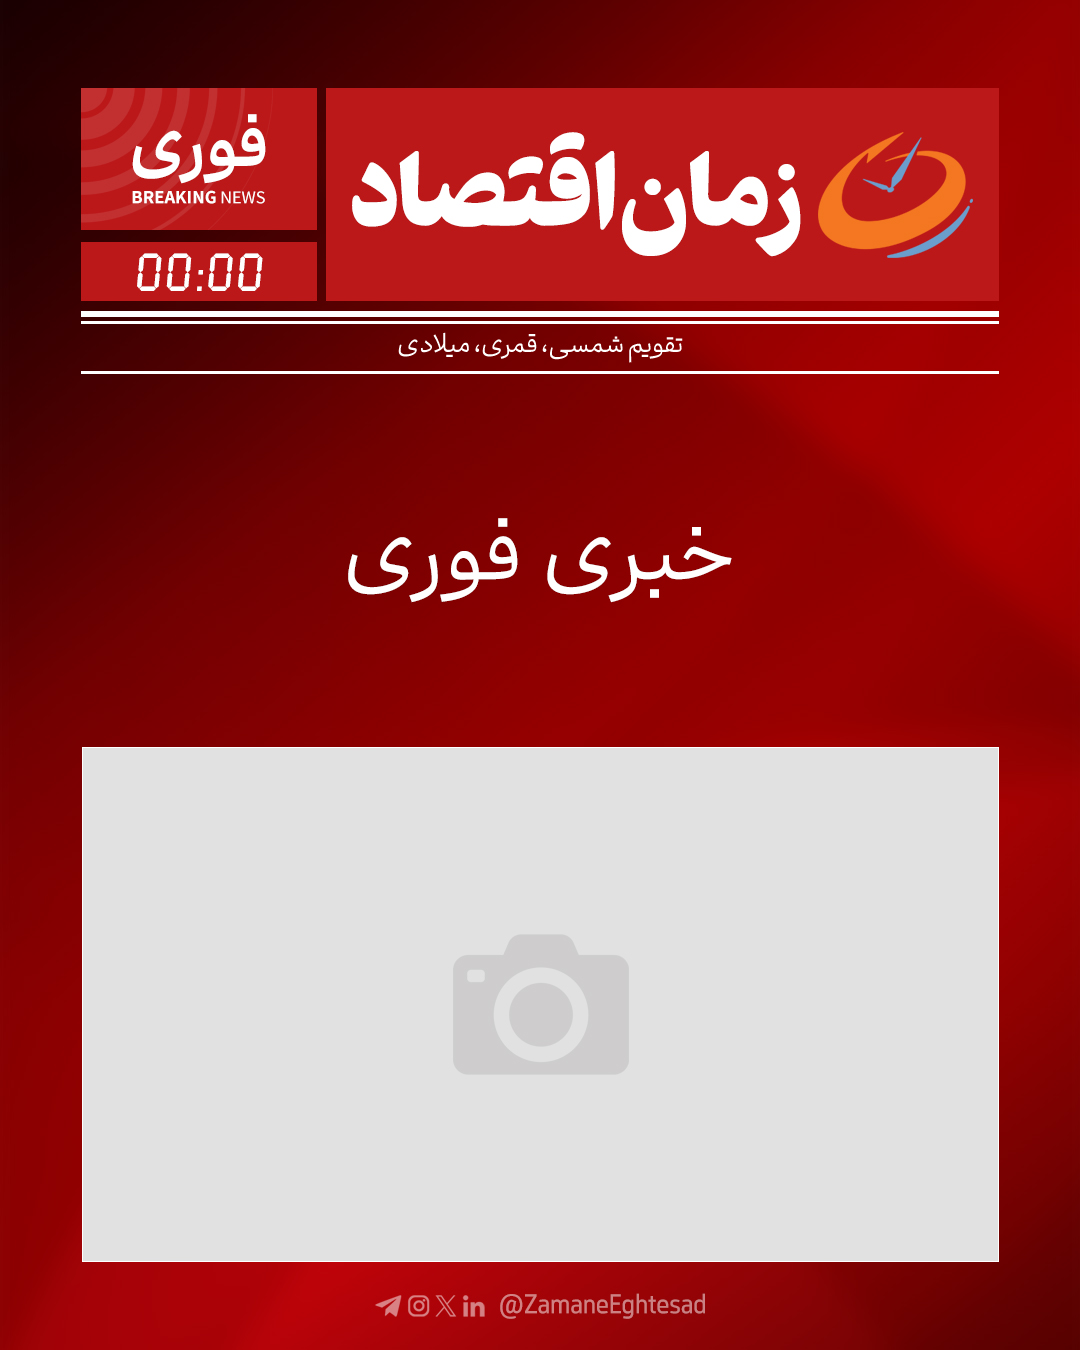 زمان اقتصاد
فوری
BREAKING NEWS
00:00
تقویم شمسی، قمری، میلادی
خبری فوری
@ZamaneEghtesad